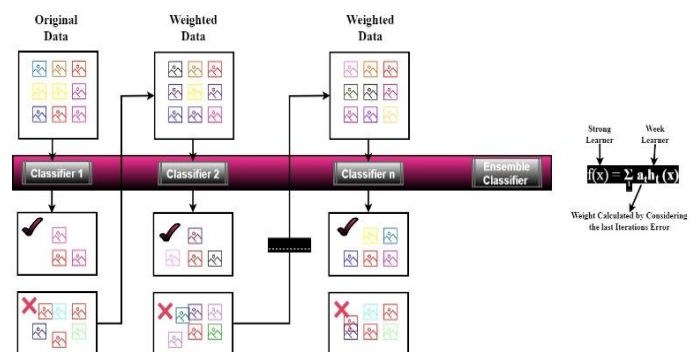 Original
Data
Weighted
Data
Weighted
Data
Classifier 1
Classifier 2
Classifier n
Ensemble
Classifier
Strong
Learner
Week
Learner
f(x) = Σ aₜhₜ (x)
t
Weight Calculated by Considering
the last Iterations Error